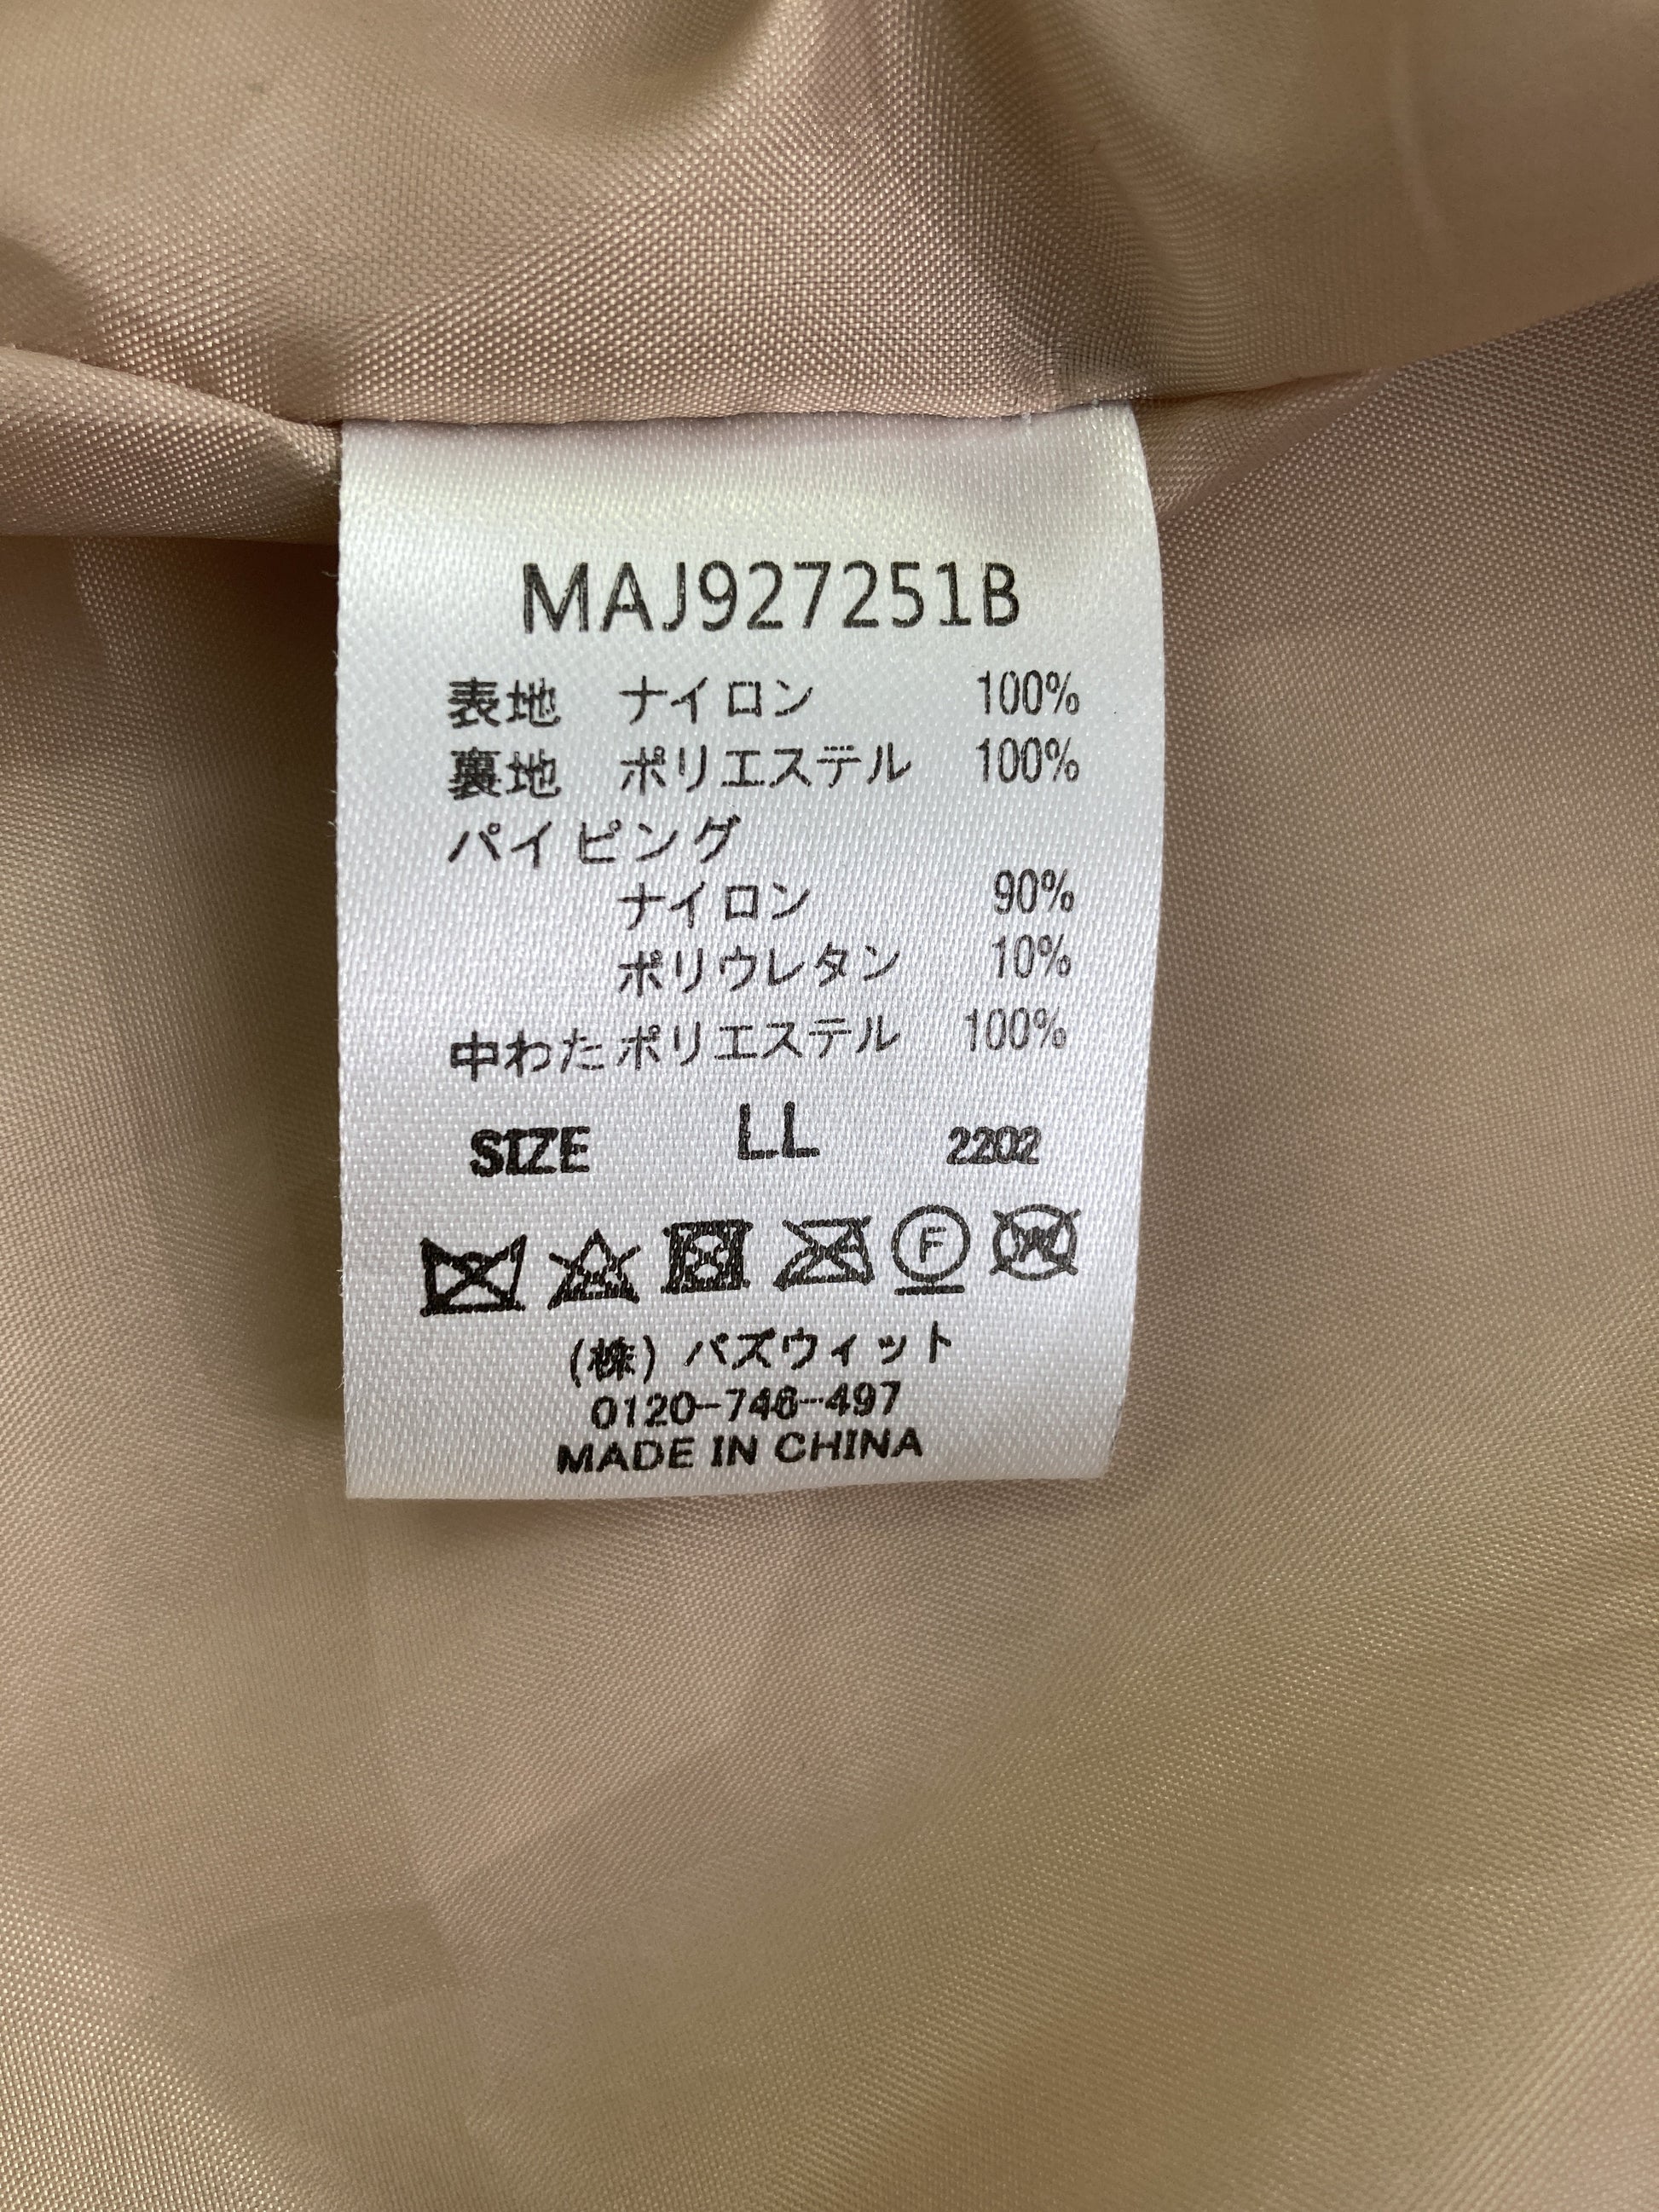 MAJ927251B
表地 ナイロン 100%
裏地 ポリエステル 100%
パイピング
ナイロン 90%
ポリウレタン 10%
中わた ポリエステル 100%
SIZE LL 2202
F W
(株) バズウィット
0120-746-497
MADE IN CHINA